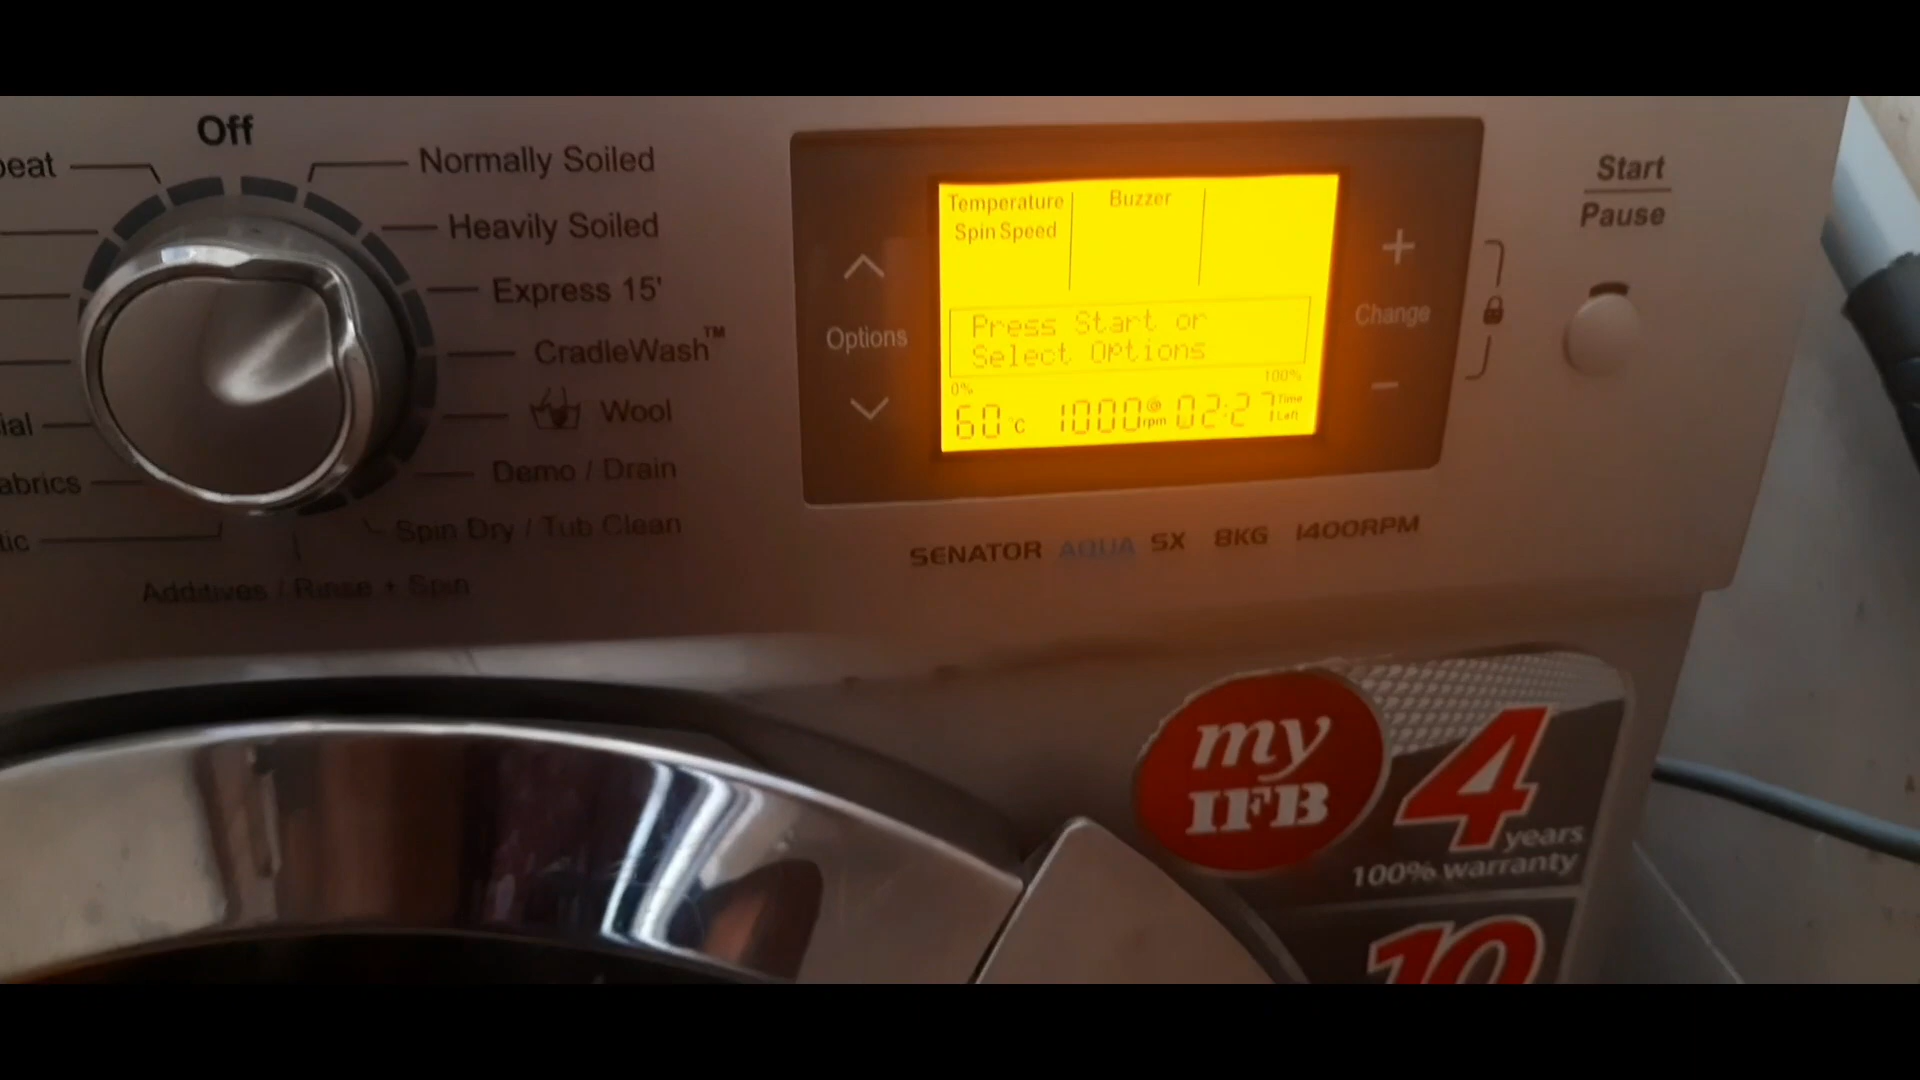 Off
Normally Soiled
Heavily Soiled
Express 15'
CradleWash™
Wool
Demo / Drain
Spin Dry / Tub Clean
Additives / Rinse + Spin
eat
ial
abrics
tic
Options
Temperature
Spin Speed
Buzzer
Press Start or
Select Options
0% 100%
60 °C 1000 @ rpm 02:27 Time Left
Change
Start
Pause
SENATOR AQUA SX 8KG 1400RPM
my
IFB
4
years
100% warranty
10